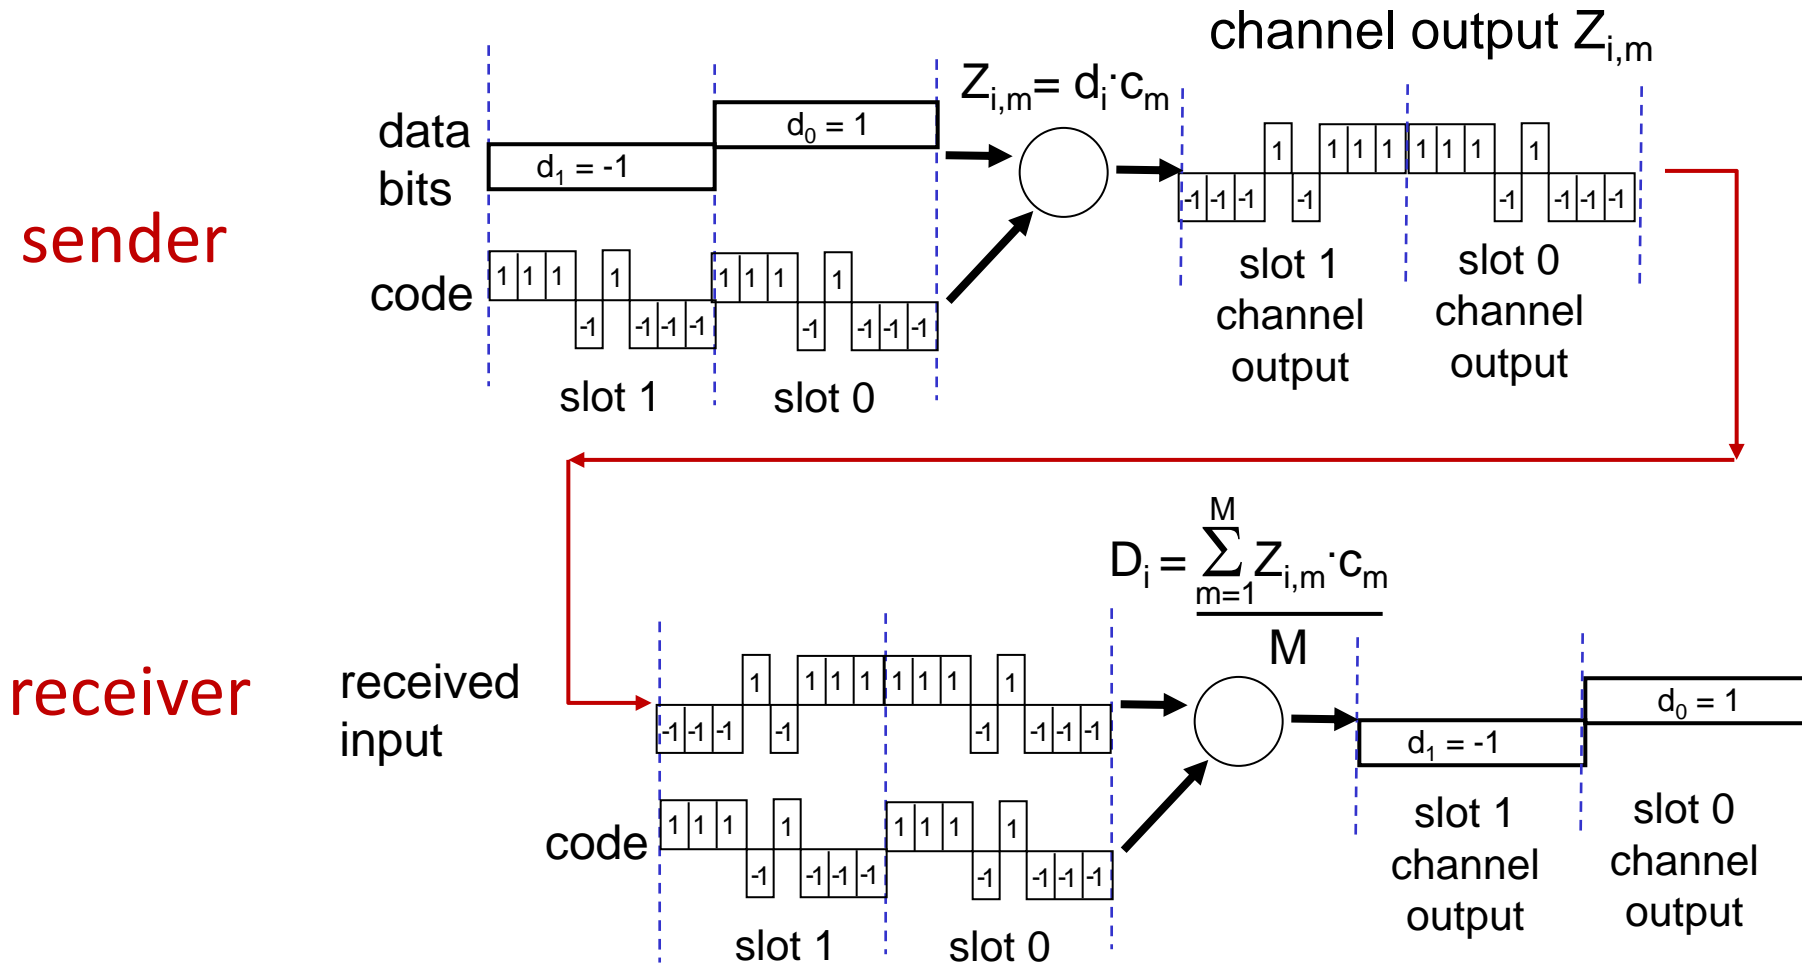 channel output Z_i,m
Z_i,m = d_i·c_m
data bits
d_0 = 1
d_1 = -1
sender
code
1 1 1 -1 1 -1 -1 -1 1 1 1 -1 1 -1 -1 -1
slot 1
slot 0
-1 -1 -1 1 -1 1 1 1 1 1 1 -1 1 -1 -1 -1
slot 1 channel output
slot 0 channel output
D_i = Σ_{m=1}^{M} Z_i,m·c_m / M
receiver
received input
-1 -1 -1 1 -1 1 1 1 1 1 1 -1 1 -1 -1 -1
code
1 1 1 -1 1 -1 -1 -1 1 1 1 -1 1 -1 -1 -1
slot 1
slot 0
d_0 = 1
d_1 = -1
slot 1 channel output
slot 0 channel output